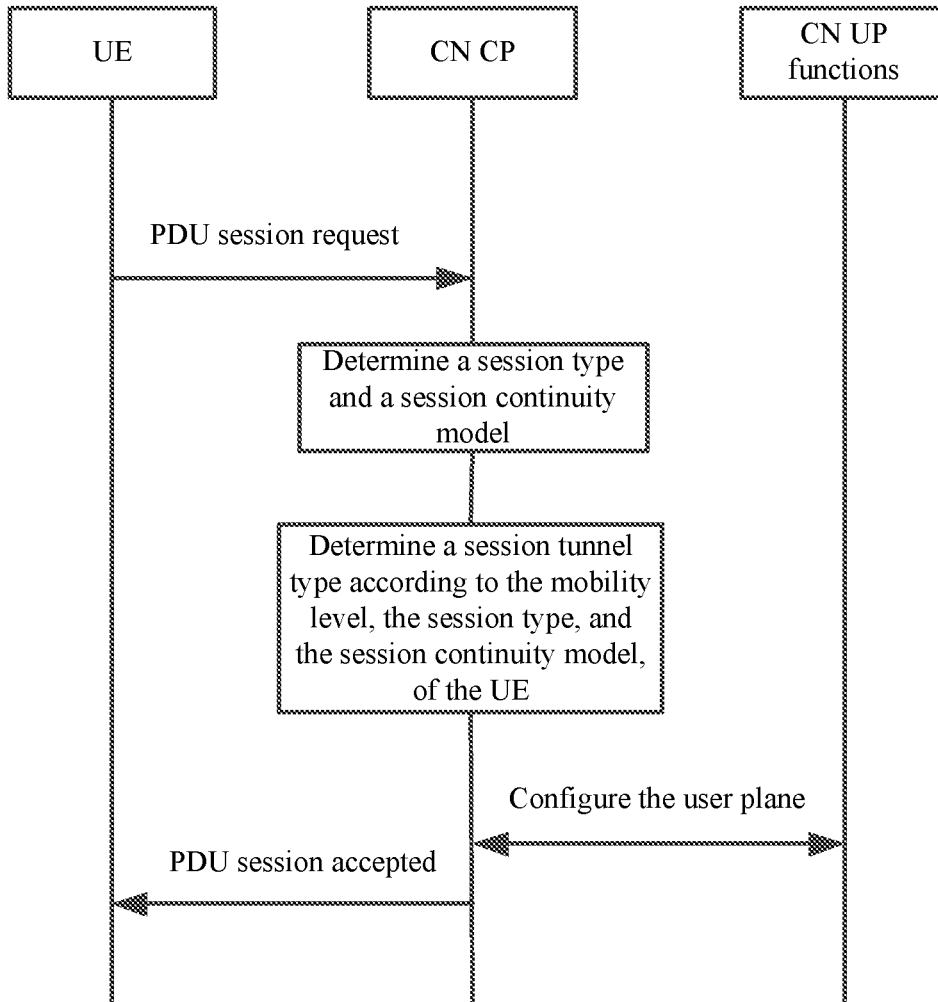 UE
CN CP
CN UP
functions
PDU session request
Determine a session type
and a session continuity
model
Determine a session tunnel
type according to the mobility
level, the session type, and
the session continuity model,
of the UE
Configure the user plane
PDU session accepted